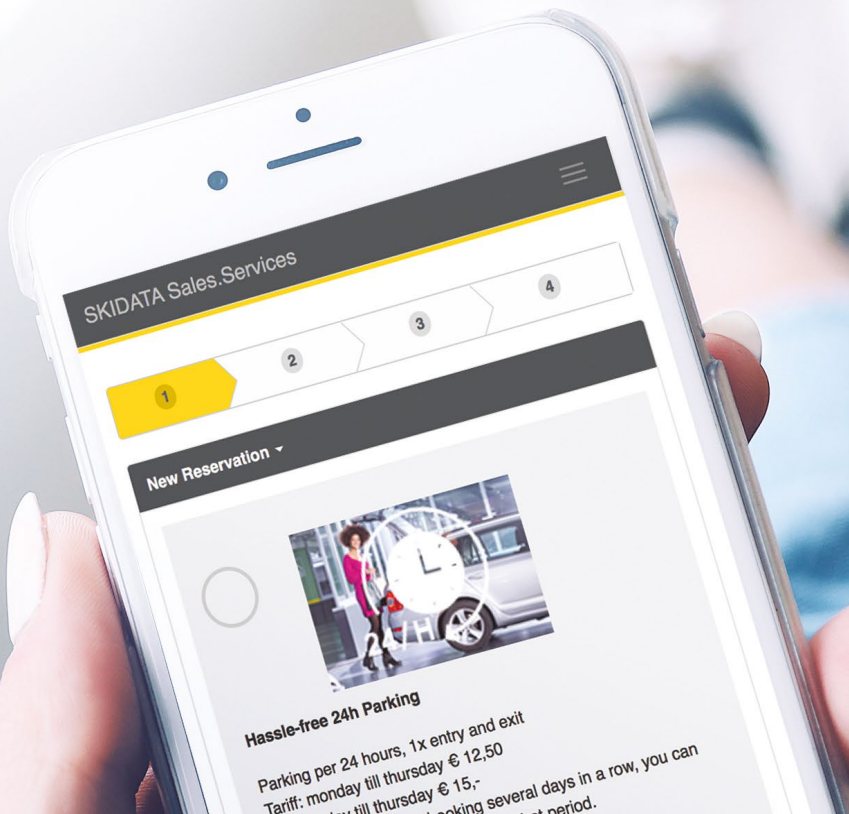 SKIDATA Sales.Services
1 2 3 4
New Reservation
24/H
Hassle-free 24h Parking
Parking per 24 hours, 1x entry and exit
Tariff: monday till thursday € 12,50
till thursday € 15,-
booking several days in a row, you can
period.